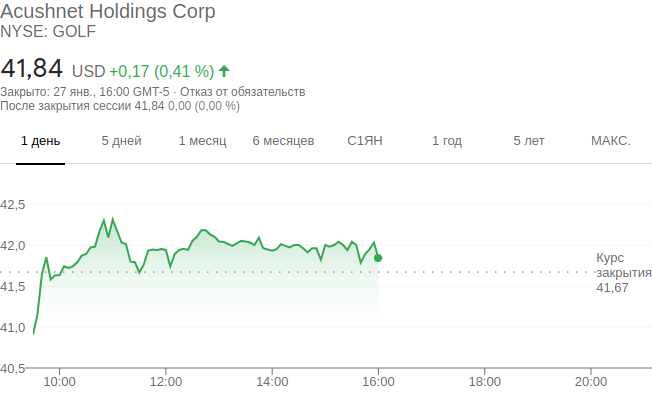 Acushnet Holdings Corp
NYSE: GOLF
41,84 USD +0,17 (0,41 %)
Закрыто: 27 янв., 16:00 GMT-5 · Отказ от обязательств
После закрытия сессии 41,84 0,00 (0,00 %)
1 день 5 дней 1 месяц 6 месяцев С1ЯН 1 год 5 лет МАКС.
42,5
42,0
Курс
закрытия
41,67
41,5
41,0
40,5
10:00 12:00 14:00 16:00 18:00 20:00